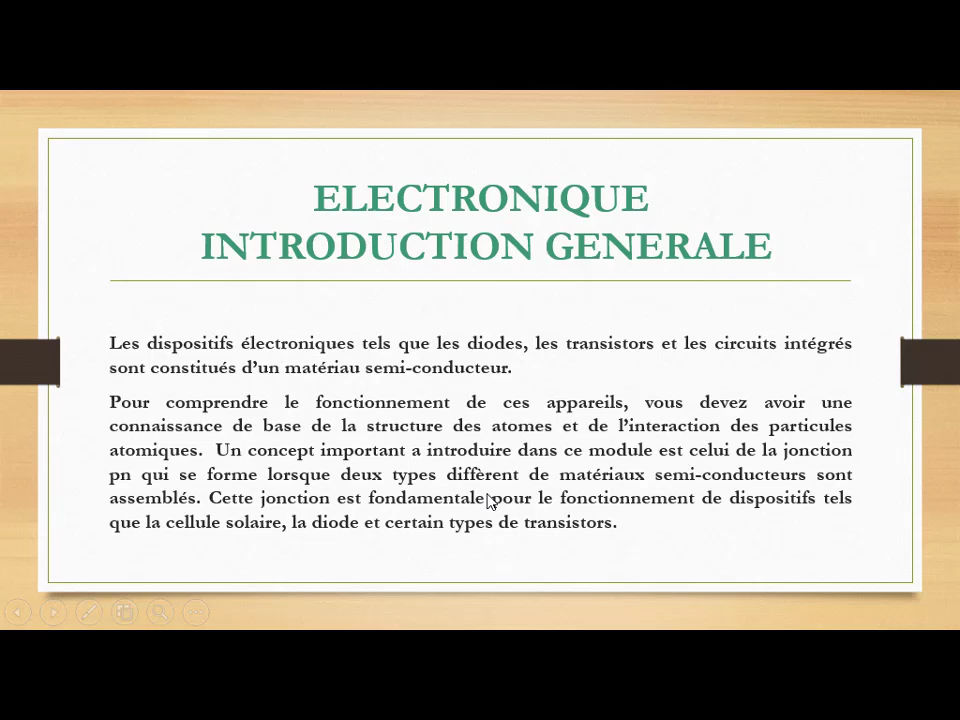 ELECTRONIQUE
INTRODUCTION GENERALE
Les dispositifs électroniques tels que les diodes, les transistors et les circuits intégrés
sont constitués d’un matériau semi-conducteur.
Pour comprendre le fonctionnement de ces appareils, vous devez avoir une
connaissance de base de la structure des atomes et de l’interaction des particules
atomiques. Un concept important a introduire dans ce module est celui de la jonction
pn qui se forme lorsque deux types diffèrent de matériaux semi-conducteurs sont
assemblés. Cette jonction est fondamentale pour le fonctionnement de dispositifs tels
que la cellule solaire, la diode et certain types de transistors.